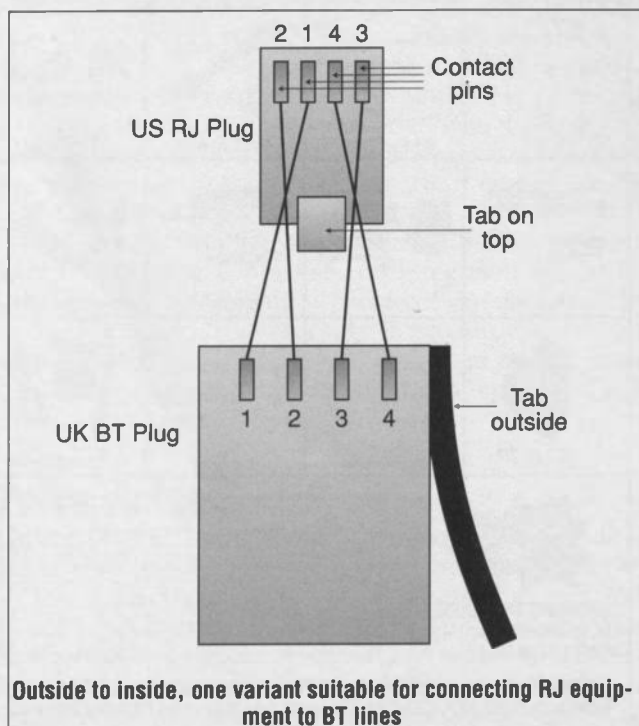 2 1 4 3
Contact
pins
US RJ Plug
Tab on
top
1 2 3 4
UK BT Plug
Tab
outside
Outside to inside, one variant suitable for connecting RJ equip-
ment to BT lines